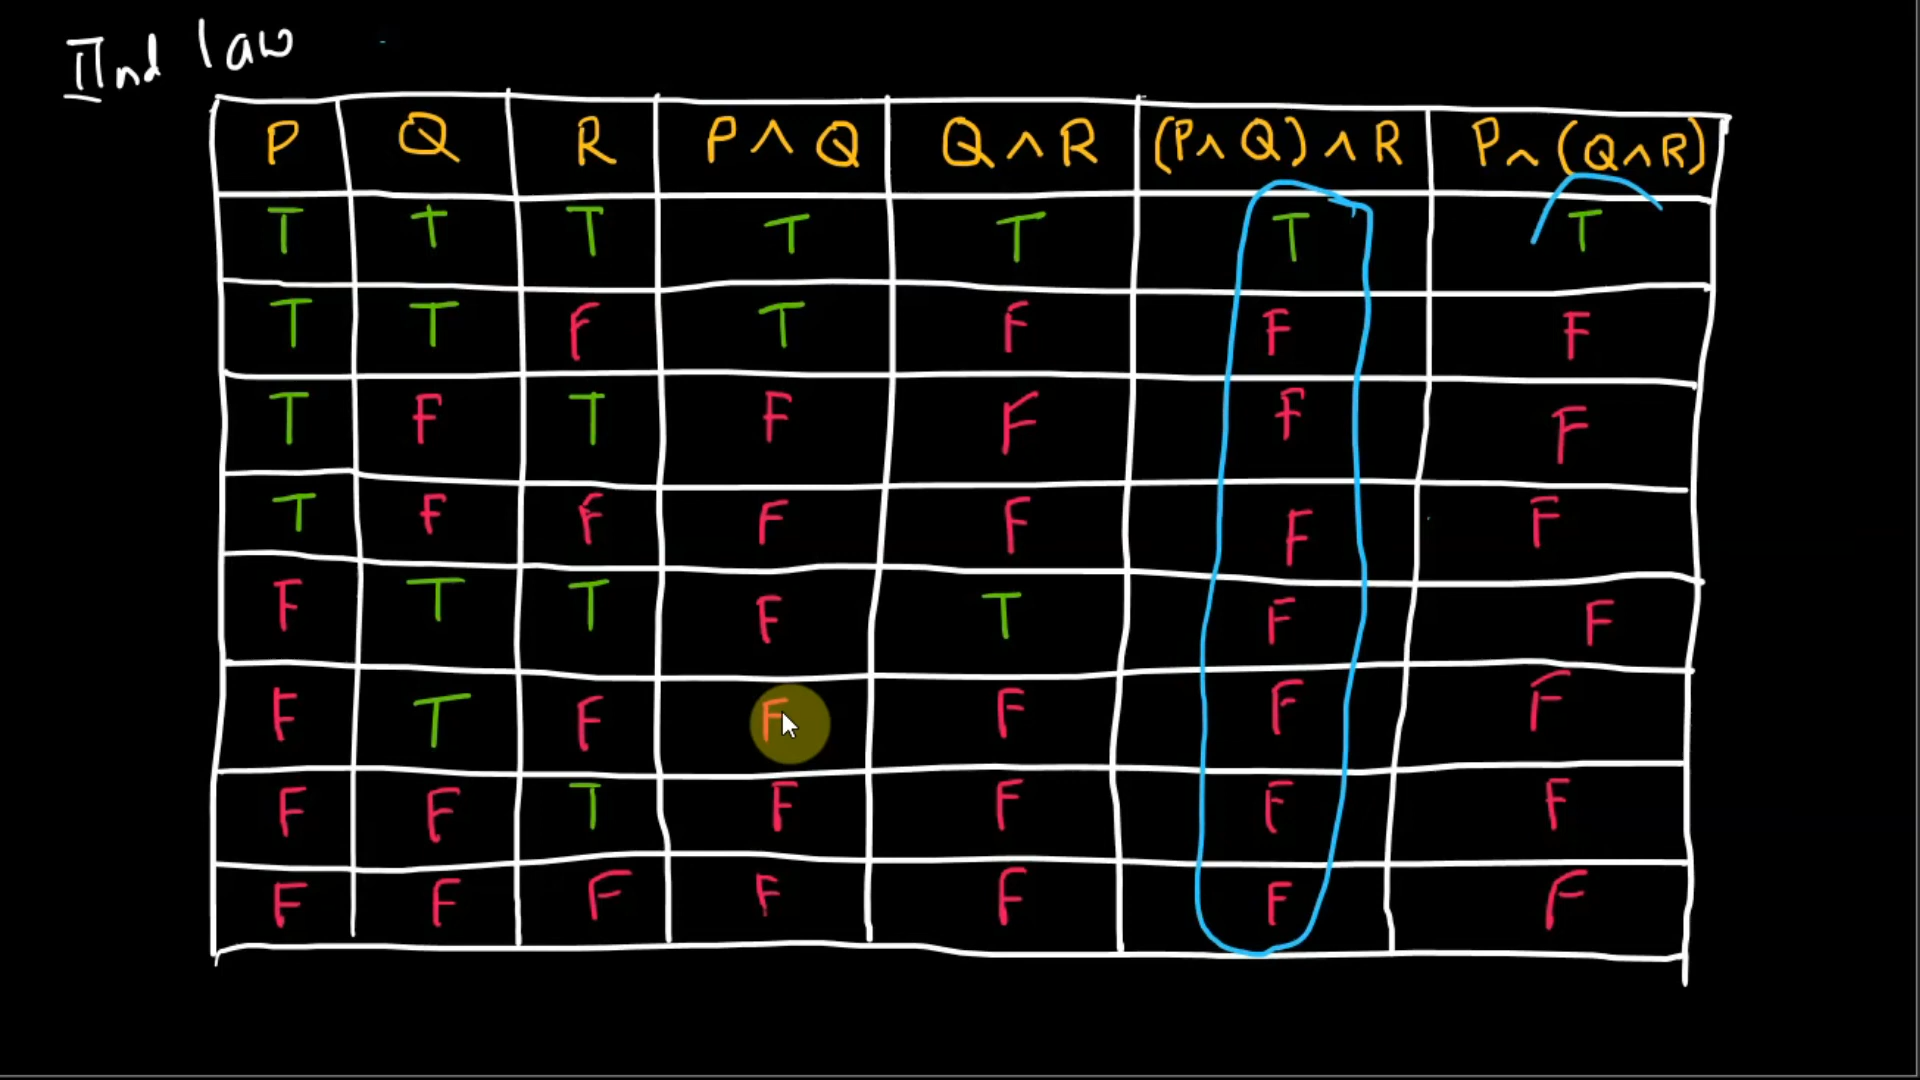 IInd law
P Q R P ∧ Q Q ∧ R (P ∧ Q) ∧ R P ∧ (Q ∧ R)
T T T T T T T
T T F T F F F
T F T F F F F
T F F F F F F
F T T F T F F
F T F F F F F
F F T F F F F
F F F F F F F